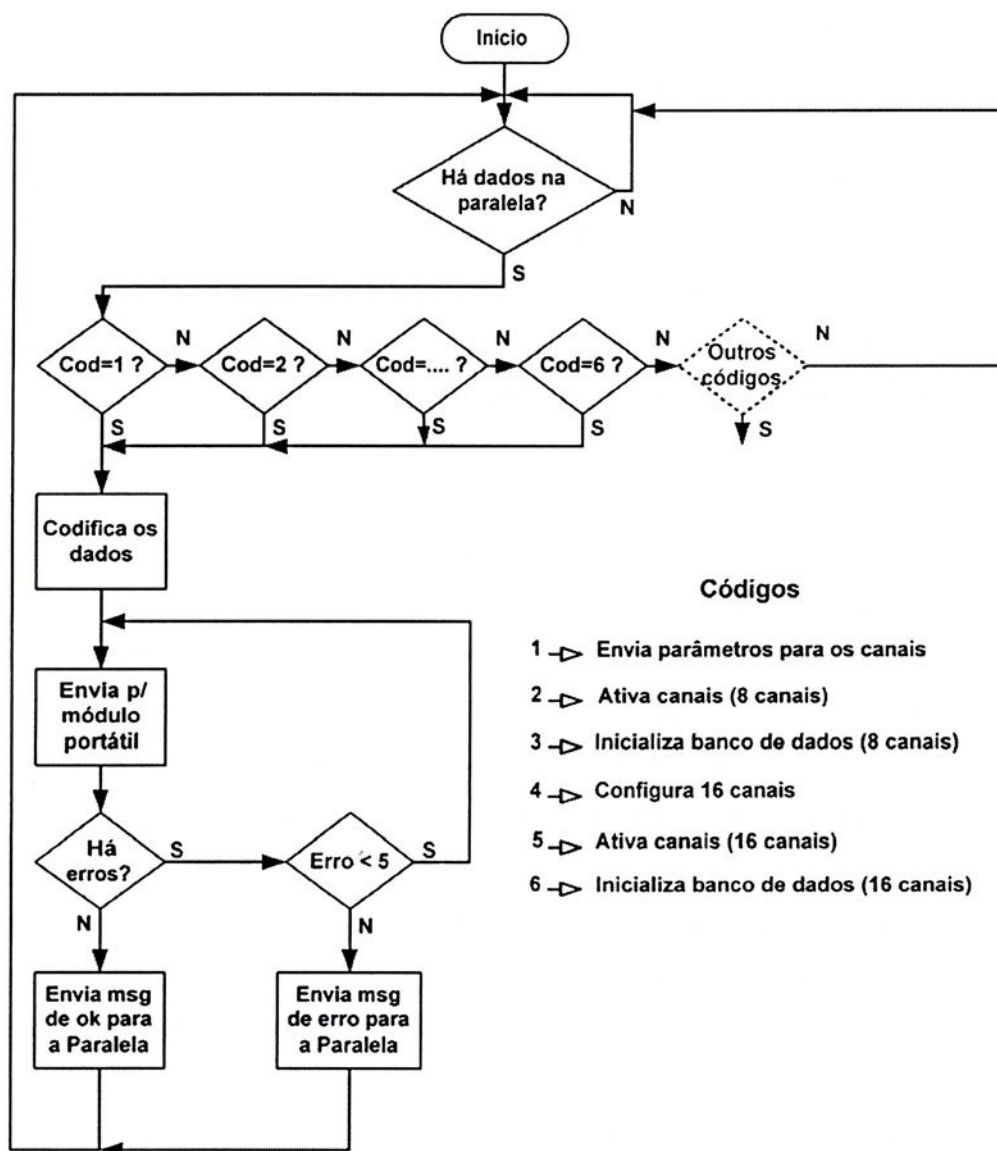 Início
Há dados na
paralela?
N
S
Cod=1 ?
N
Cod=2 ?
N
Cod=.... ?
N
Cod=6 ?
N
Outros
códigos
N
S
S
S
S
S
Codifica os
dados
Envia p/
módulo
portátil
Há
erros?
S
Erro < 5
S
N
N
Envia msg
de ok para
a Paralela
Envia msg
de erro para
a Paralela
Códigos
1 Envia parâmetros para os canais
2 Ativa canais (8 canais)
3 Inicializa banco de dados (8 canais)
4 Configura 16 canais
5 Ativa canais (16 canais)
6 Inicializa banco de dados (16 canais)